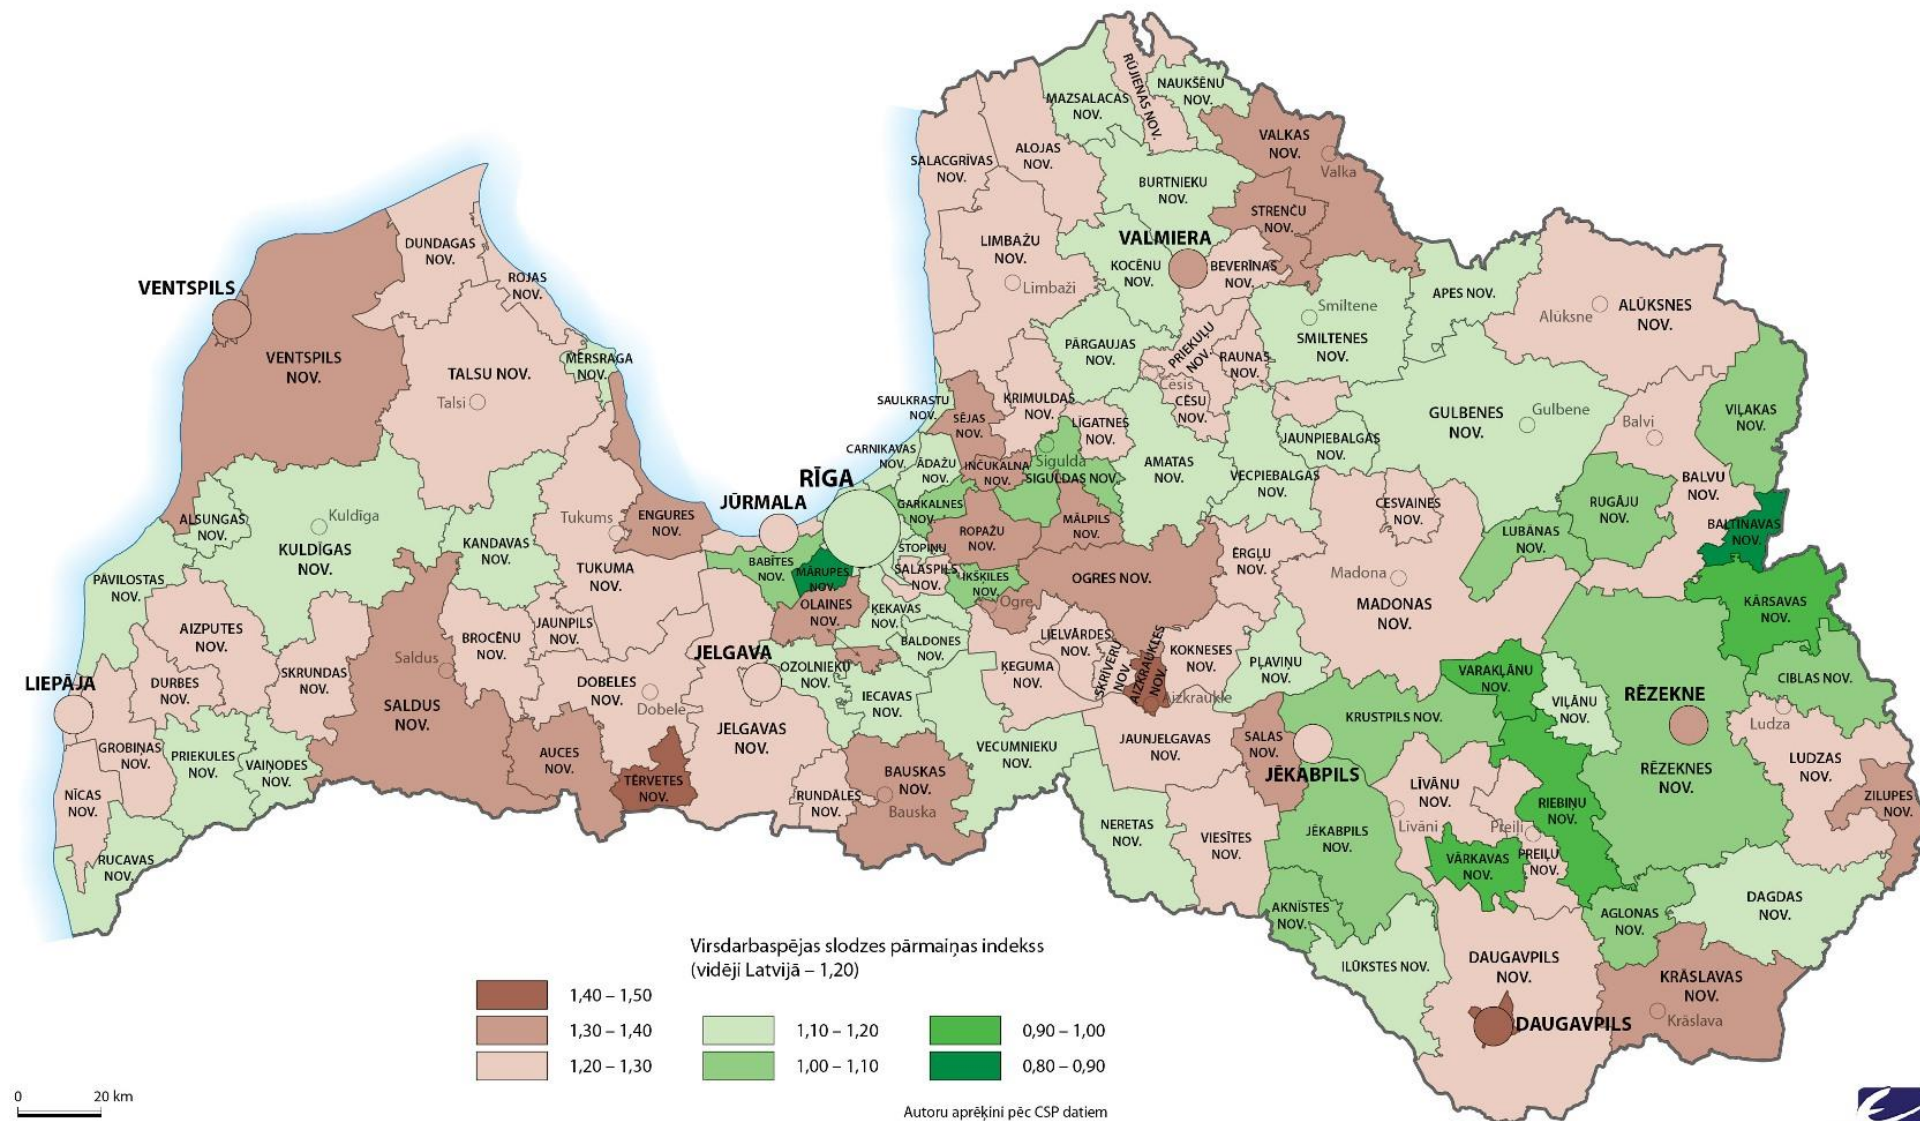 RŪJIENAS NOV.
NAUKŠĒNU
NOV.
MAZSALACAS
NOV.
VALKAS
NOV.
Valka
ALOJAS
NOV.
SALACGRĪVAS
NOV.
BURTNIEKU
NOV.
STRENČU
NOV.
LIMBAŽU
NOV.
Limbaži
VALMIERA
KOCĒNU
NOV.
BEVERĪNAS
NOV.
DUNDAGAS
NOV.
ROJAS
NOV.
VENTSPILS
VENTSPILS
NOV.
MĒRSRAGA
NOV.
TALSU NOV.
Talsi
APES NOV.
Alūksne
ALŪKSNES
NOV.
Smiltene
SMILTENES
NOV.
PĀRGAUJAS
NOV.
PRIEKUĻU
NOV.
RAUNAS
NOV.
Cēsis
CĒSU
NOV.
SAULKRASTU
NOV.
SĒJAS
NOV.
KRIMULDAS
NOV.
LĪGATNES
NOV.
GULBENES
NOV.
Gulbene
Balvi
VIĻAKAS
NOV.
JAUNPIEBALGAS
NOV.
CARNIKAVAS
NOV.
ĀDAŽU
NOV.
INČUKALNA
NOV.
Sigulda
SIGULDAS NOV.
AMATAS
NOV.
VECPIEBALGAS
NOV.
BALVU
NOV.
RĪGA
JŪRMALA
GARKALNES
NOV.
ROPAŽU
NOV.
MĀLPILS
NOV.
CESVAINES
NOV.
RUGĀJU
NOV.
LUBĀNAS
NOV.
BALTINAVAS
NOV.
ALSUNGAS
NOV.
Kuldīga
KULDĪGAS
NOV.
KANDAVAS
NOV.
Tukums
TUKUMA
NOV.
ENGURES
NOV.
BABĪTES
NOV.
MĀRUPES
NOV.
STOPIŅU
SALASPILS
NOV.
IKŠĶILES
NOV.
OGRES NOV.
Ogre
ĒRGĻU
NOV.
Madona
MADONAS
NOV.
KĀRSAVAS
NOV.
PĀVILOSTAS
NOV.
AIZPUTES
NOV.
OLAINES
NOV.
ĶEKAVAS
NOV.
BALDONES
NOV.
BROCĒNU
NOV.
JAUNPILS
NOV.
LIELVĀRDES
NOV.
SKRĪVERU
NOV.
AIZKRAUKLES
NOV.
KOKNESES
NOV.
Aizkraukle
PĻAVIŅU
NOV.
VARAKĻĀNU
NOV.
VIĻĀNU
NOV.
CIBLAS NOV.
LIEPĀJA
DURBES
NOV.
SKRUNDAS
NOV.
Saldus
SALDUS
NOV.
DOBELES
NOV.
Dobele
JELGAVA
OZOLNIEKU
NOV.
IECAVAS
NOV.
ĶEGUMA
NOV.
RĒZEKNE
Ludza
LUDZAS
NOV.
GROBIŅAS
NOV.
PRIEKULES
NOV.
VAIŅODES
NOV.
AUCES
NOV.
TĒRVETES
NOV.
JELGAVAS
NOV.
VECUMNIEKU
NOV.
JAUNJELGAVAS
NOV.
SALAS
NOV.
KRUSTPILS NOV.
JĒKABPILS
RĒZEKNES
NOV.
ZILUPES
NOV.
NĪCAS
NOV.
RUNDĀLES
NOV.
BAUSKAS
NOV.
Bauska
LĪVĀNU
NOV.
Līvāni
Preiļi
PREIĻU
NOV.
RIEBIŅU
NOV.
NERETAS
NOV.
VIESĪTES
NOV.
JĒKABPILS
NOV.
VĀRKAVAS
NOV.
RUCAVAS
NOV.
DAGDAS
NOV.
AKNĪSTES
NOV.
AGLONAS
NOV.
ILŪKSTES NOV.
DAUGAVPILS
NOV.
KRĀSLAVAS
NOV.
Krāslava
DAUGAVPILS
Virsdarbaspējas slodzes pārmaiņas indekss
(vidēji Latvijā – 1,20)
1,40 – 1,50
1,30 – 1,40
1,20 – 1,30
1,10 – 1,20
1,00 – 1,10
0,90 – 1,00
0,80 – 0,90
0 20 km
Autoru aprēķini pēc CSP datiem